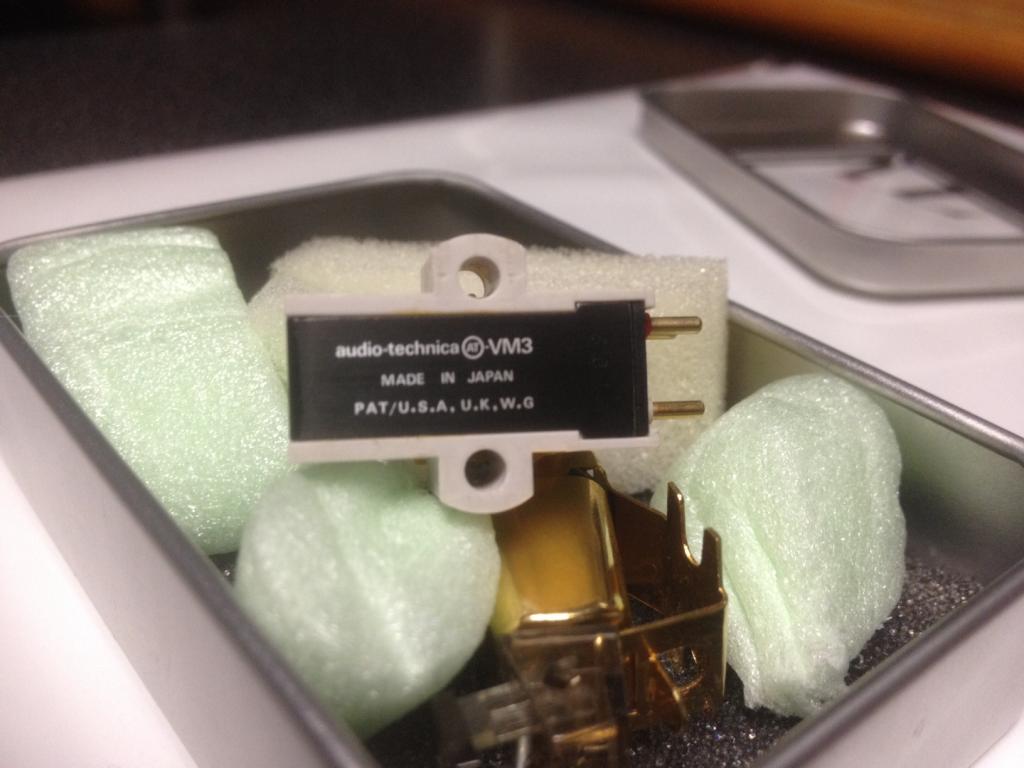 audio-technica AT-VM3
MADE IN JAPAN
PAT/U.S.A. U.K.W.G